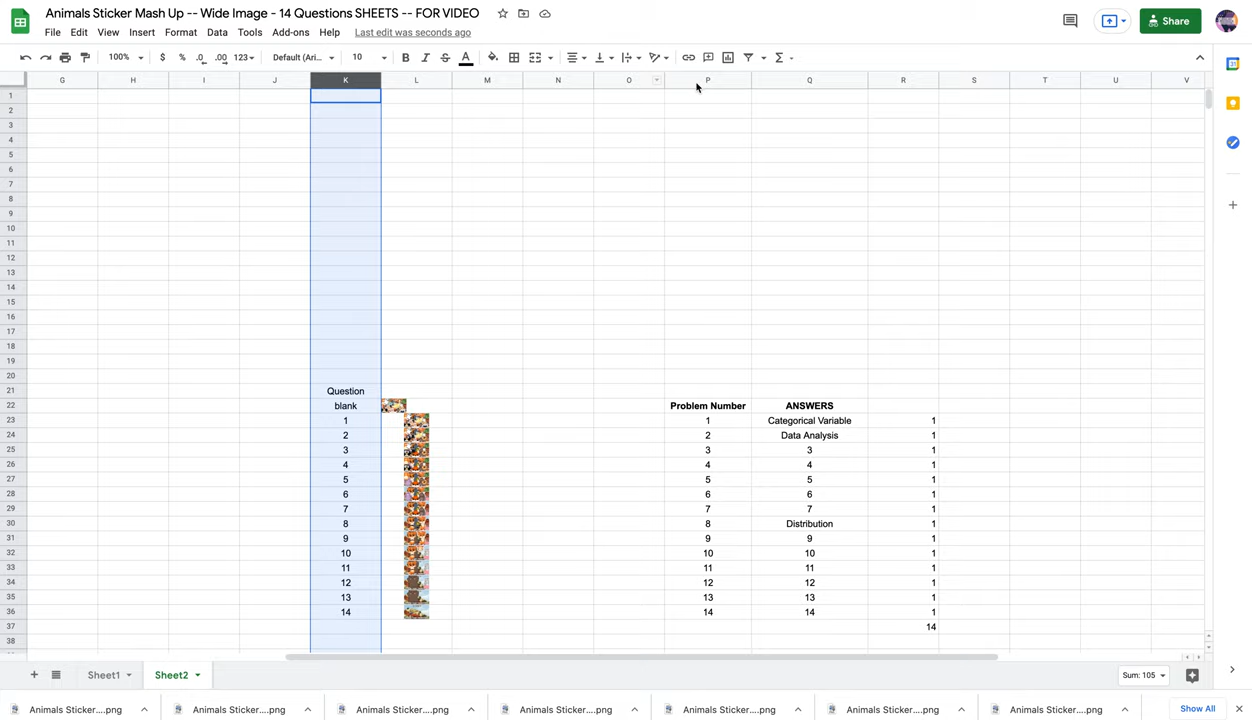 Animals Sticker Mash Up -- Wide Image - 14 Questions SHEETS -- FOR VIDEO
File Edit View Insert Format Data Tools Add-ons Help Last edit was seconds ago
Share
100% $ % .0 .00 123 Default (Ari... 10 B I S A
G H I J K L M N O P Q R S T U V
1
2
3
4
5
6
7
8
9
10
11
12
13
14
15
16
17
18
19
20
21 Question
22 blank Problem Number ANSWERS
23 1 1 Categorical Variable 1
24 2 2 Data Analysis 1
25 3 3 3 1
26 4 4 4 1
27 5 5 5 1
28 6 6 6 1
29 7 7 7 1
30 8 8 Distribution 1
31 9 9 9 1
32 10 10 10 1
33 11 11 11 1
34 12 12 12 1
35 13 13 13 1
36 14 14 14 1
37 14
38
Sheet1 Sheet2 Sum: 105
Animals Sticker....png Animals Sticker....png Animals Sticker....png Animals Sticker....png Animals Sticker....png Animals Sticker....png Animals Sticker....png Show All